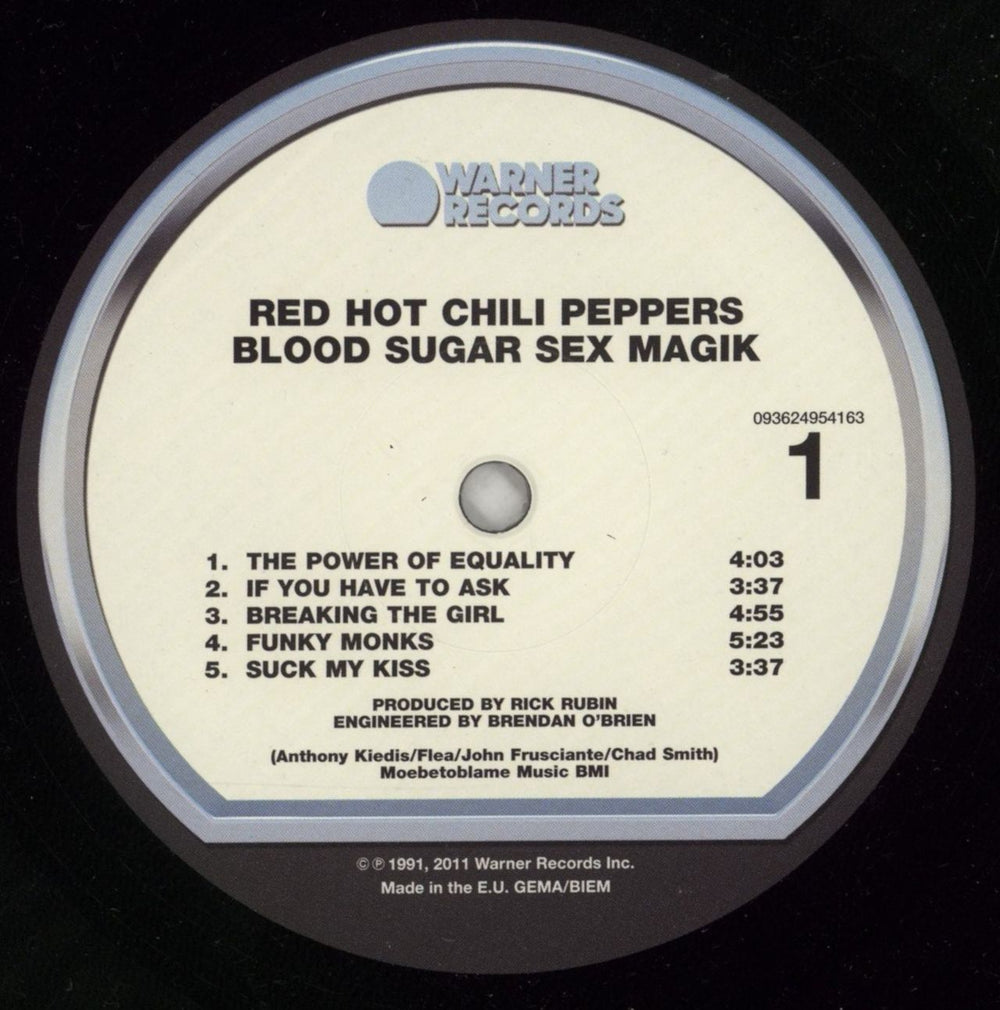 WARNER
RECORDS
RED HOT CHILI PEPPERS
BLOOD SUGAR SEX MAGIK
093624954163
1
1. THE POWER OF EQUALITY 4:03
2. IF YOU HAVE TO ASK 3:37
3. BREAKING THE GIRL 4:55
4. FUNKY MONKS 5:23
5. SUCK MY KISS 3:37
PRODUCED BY RICK RUBIN
ENGINEERED BY BRENDAN O'BRIEN
(Anthony Kiedis/Flea/John Frusciante/Chad Smith)
Moebetoblame Music BMI
© ℗ 1991, 2011 Warner Records Inc.
Made in the E.U. GEMA/BIEM